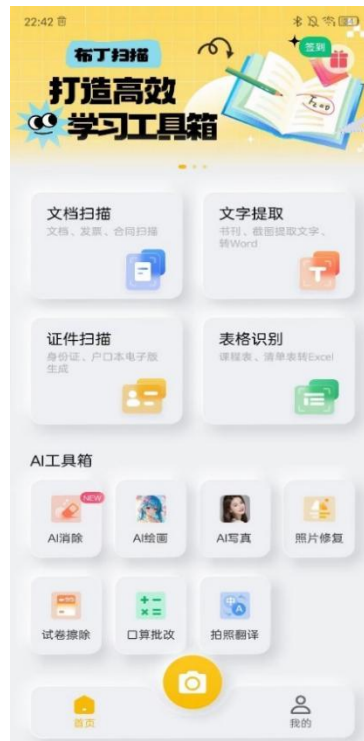 22:42
布丁扫描
签到
打造高效
学习工具箱
文档扫描
文档、发票、合同扫描
文字提取
书刊、截图提取文字、
转Word
证件扫描
身份证、户口本电子版
生成
表格识别
课程表、清单表转Excel
AI工具箱
NEW
AI消除
AI绘画
AI写真
照片修复
试卷擦除
口算批改
拍照翻译
首页
我的